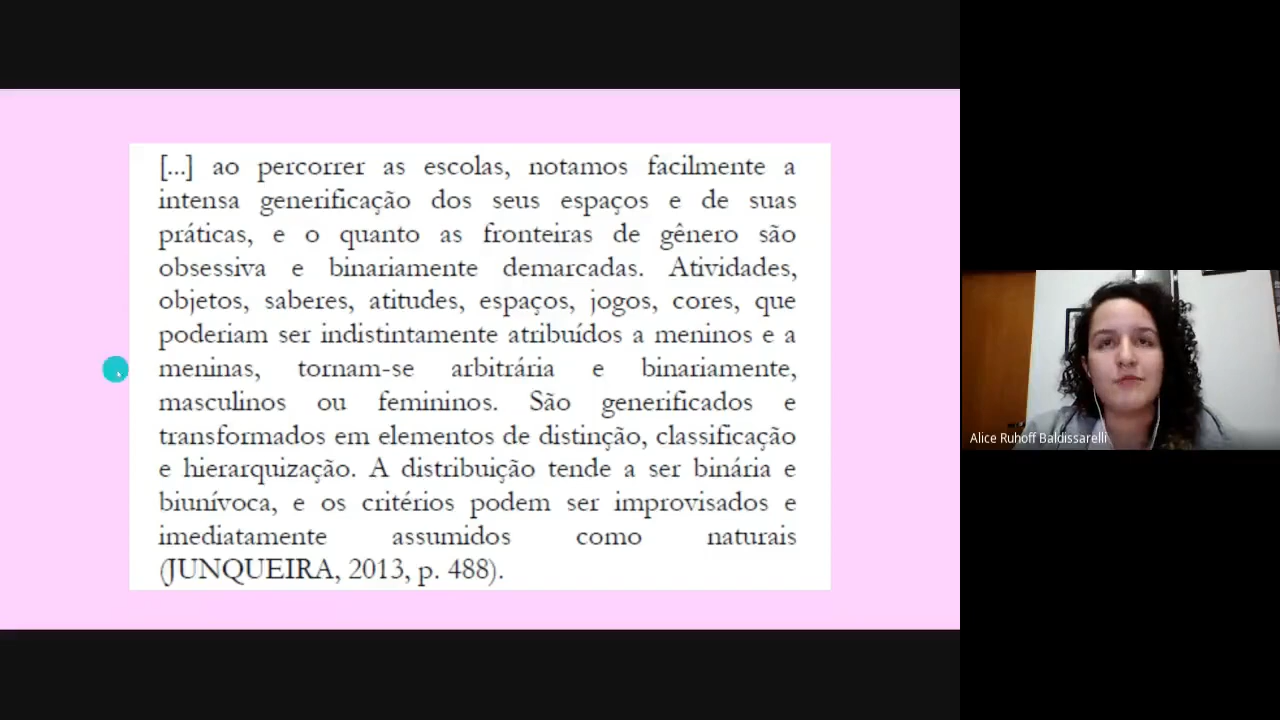 [...] ao percorrer as escolas, notamos facilmente a
intensa generificação dos seus espaços e de suas
práticas, e o quanto as fronteiras de gênero são
obsessiva e binariamente demarcadas. Atividades,
objetos, saberes, atitudes, espaços, jogos, cores, que
poderiam ser indistintamente atribuídos a meninos e a
meninas, tornam-se arbitrária e binariamente,
masculinos ou femininos. São generificados e
transformados em elementos de distinção, classificação
e hierarquização. A distribuição tende a ser binária e
biunívoca, e os critérios podem ser improvisados e
imediatamente assumidos como naturais
(JUNQUEIRA, 2013, p. 488).
Alice Ruhoff Baldissarelli